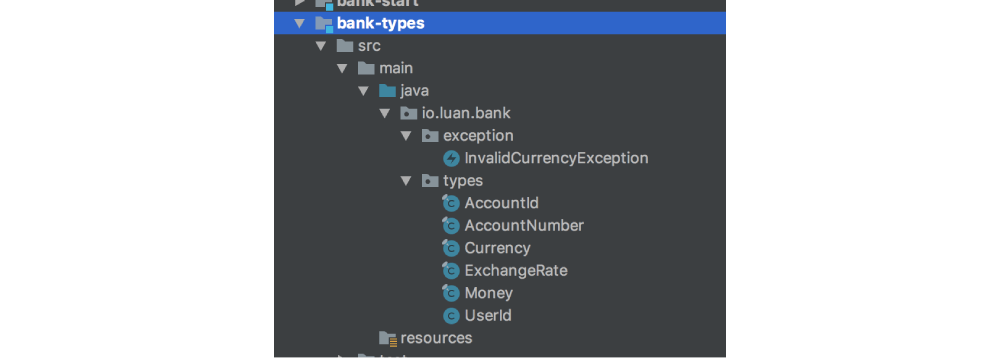 bank-start
bank-types
src
main
java
io.luan.bank
exception
InvalidCurrencyException
types
AccountId
AccountNumber
Currency
ExchangeRate
Money
UserId
resources